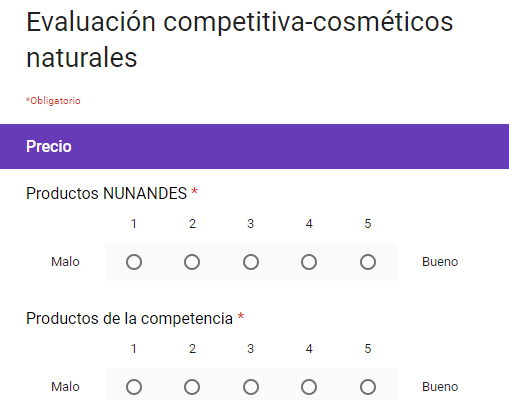 Evaluación competitiva-cosméticos
naturales
*Obligatorio
Precio
Productos NUNANDES *
1 2 3 4 5
Malo Bueno
Productos de la competencia *
1 2 3 4 5
Malo Bueno